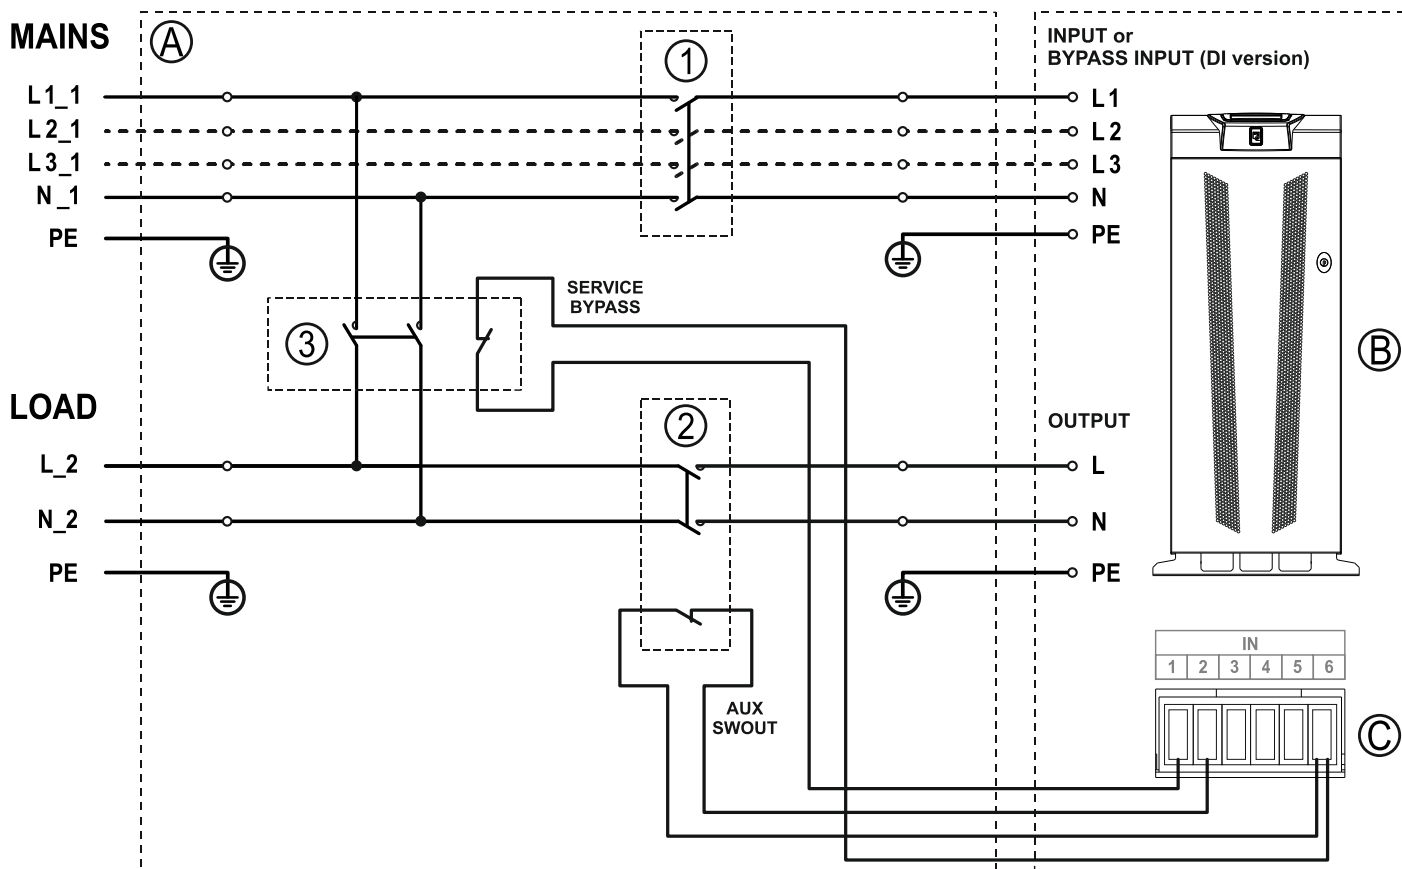 MAINS
A
INPUT or
BYPASS INPUT (DI version)
1
L1_1
L1
L2_1
L2
L3_1
L3
N_1
N
PE
PE
SERVICE
BYPASS
3
B
LOAD
2
OUTPUT
L_2
L
N_2
N
PE
PE
IN
1 2 3 4 5 6
AUX
SWOUT
C